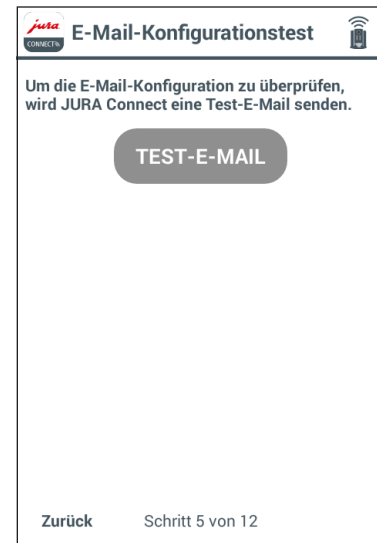 jura
CONNECT
E-Mail-Konfigurationstest
Um die E-Mail-Konfiguration zu überprüfen,
wird JURA Connect eine Test-E-Mail senden.
TEST-E-MAIL
Zurück Schritt 5 von 12